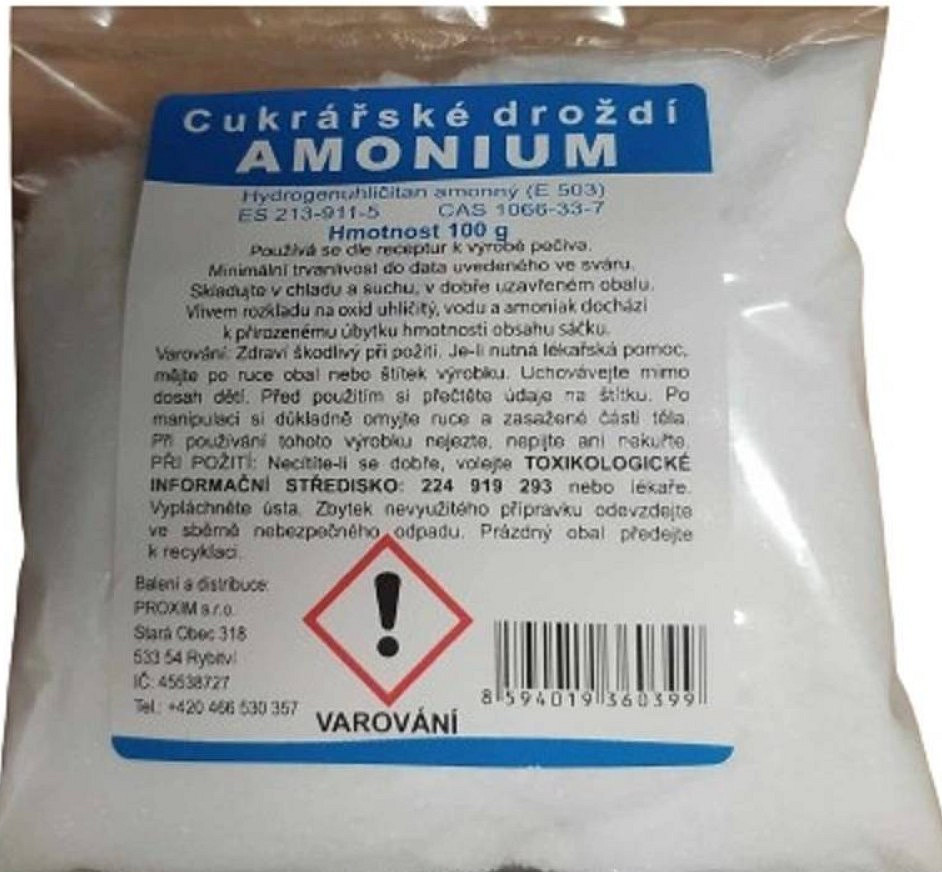 Cukrářské droždí
AMONIUM
Hydrogenuhličitan amonný (E 503)
ES 213-911-5 CAS 1066-33-7
Hmotnost 100 g
Používá se dle receptur k výrobě pečiva.
Minimální trvanlivost do data uvedeného ve sváru.
Skladujte v chladu a suchu, v dobře uzavřeném obalu.
Vlivem rozkladu na oxid uhličitý, vodu a amoniak dochází
k přirozenému úbytku hmotnosti obsahu sáčku.
Varování: Zdraví škodlivý při požití. Je-li nutná lékařská pomoc,
mějte po ruce obal nebo štítek výrobku. Uchovávejte mimo
dosah dětí. Před použitím si přečtěte údaje na štítku. Po
manipulaci si důkladně omyjte ruce a zasažené části těla.
Při používání tohoto výrobku nejezte, nepijte ani nekuřte.
PŘI POŽITÍ: Necítíte-li se dobře, volejte TOXIKOLOGICKÉ
INFORMAČNÍ STŘEDISKO: 224 919 293 nebo lékaře.
Vypláchněte ústa. Zbytek nevyužitého přípravku odevzdejte
ve sběrně nebezpečného odpadu. Prázdný obal předejte
k recyklaci.
Balení a distribuce:
PROXIM s.r.o.
Stará Obec 318
533 54 Rybitví
IČ: 45538727
Tel.: +420 466 530 357
VAROVÁNÍ
8 594019 360399